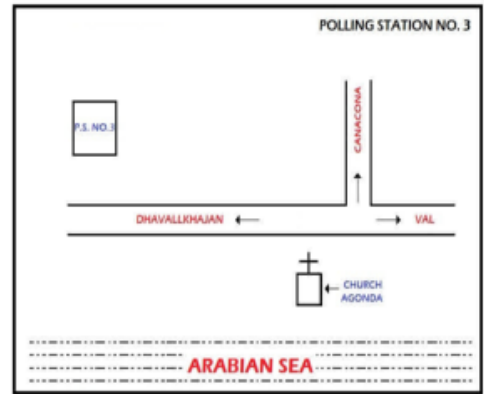 POLLING STATION NO. 3
CANACONA
P.S. NO.3
DHAVALLKHAJAN
VAL
CHURCH
AGONDA
ARABIAN SEA